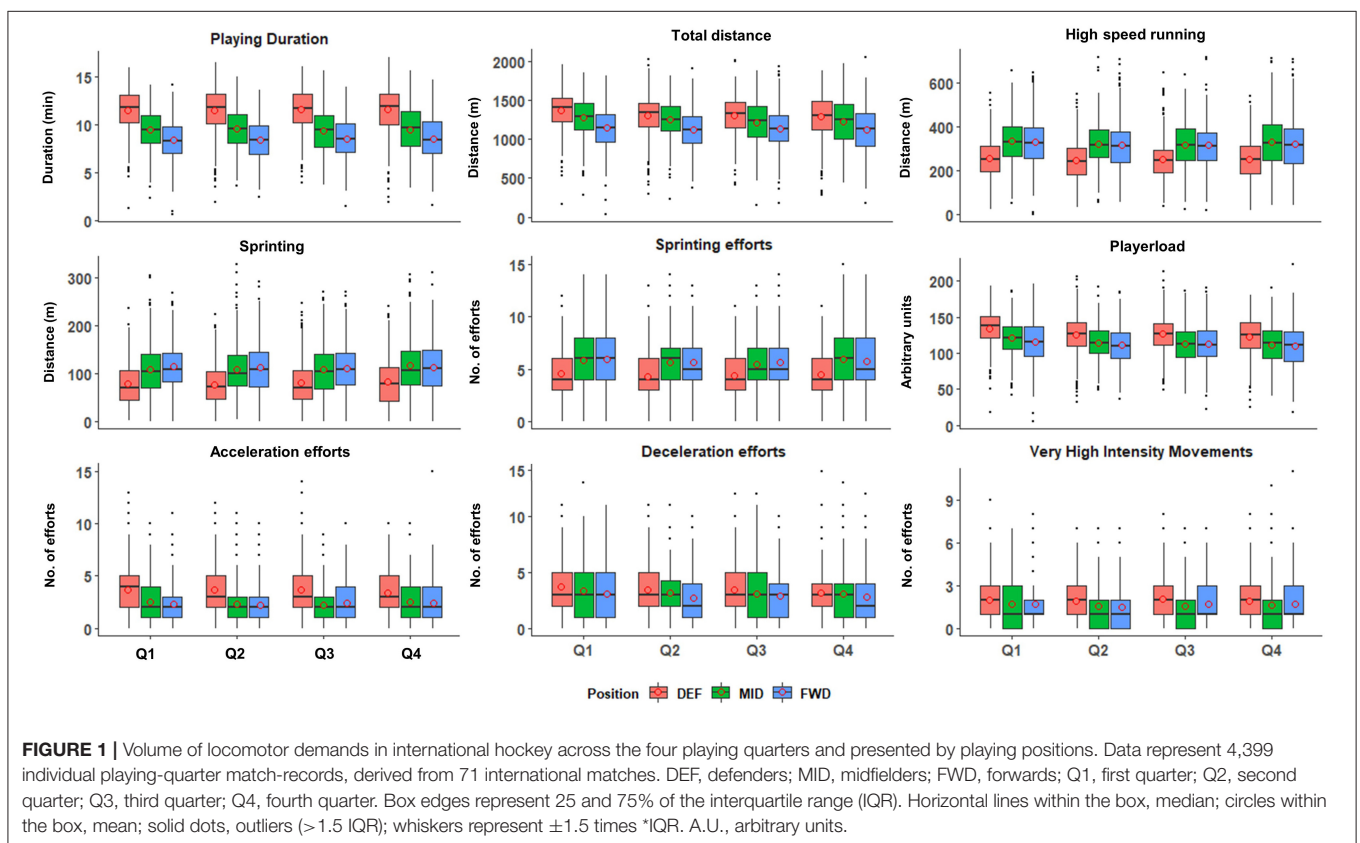 Playing Duration
Total distance
High speed running
Duration (min)
15
10
5
0
Distance (m)
2000
1500
1000
500
0
Distance (m)
600
400
200
0
Sprinting
Sprinting efforts
Playerload
Distance (m)
300
200
100
0
No. of efforts
15
10
5
0
Arbitrary units
200
150
100
50
0
Acceleration efforts
Deceleration efforts
Very High Intensity Movements
No. of efforts
15
10
5
0
No. of efforts
15
10
5
0
No. of efforts
9
6
3
0
Q1 Q2 Q3 Q4
Q1 Q2 Q3 Q4
Q1 Q2 Q3 Q4
Position DEF MID FWD
FIGURE 1 | Volume of locomotor demands in international hockey across the four playing quarters and presented by playing positions. Data represent 4,399
individual playing-quarter match-records, derived from 71 international matches. DEF, defenders; MID, midfielders; FWD, forwards; Q1, first quarter; Q2, second
quarter; Q3, third quarter; Q4, fourth quarter. Box edges represent 25 and 75% of the interquartile range (IQR). Horizontal lines within the box, median; circles within
the box, mean; solid dots, outliers (>1.5 IQR); whiskers represent ±1.5 times *IQR. A.U., arbitrary units.